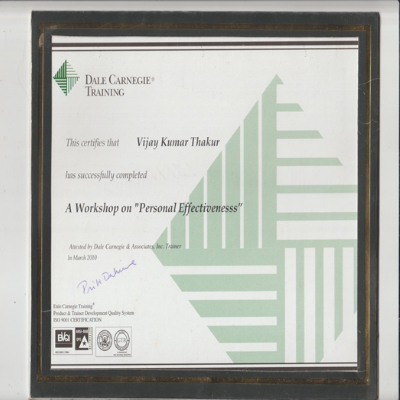 DALE CARNEGIE®
TRAINING
This certifies that Vijay Kumar Thakur
has successfully completed
A Workshop on "Personal Effectivenesss"
Attested by Dale Carnegie & Associates, Inc. Trainer
in March 2010
Dale Carnegie Training®
Product & Trainer Development Quality System
ISO 9001 CERTIFICATION